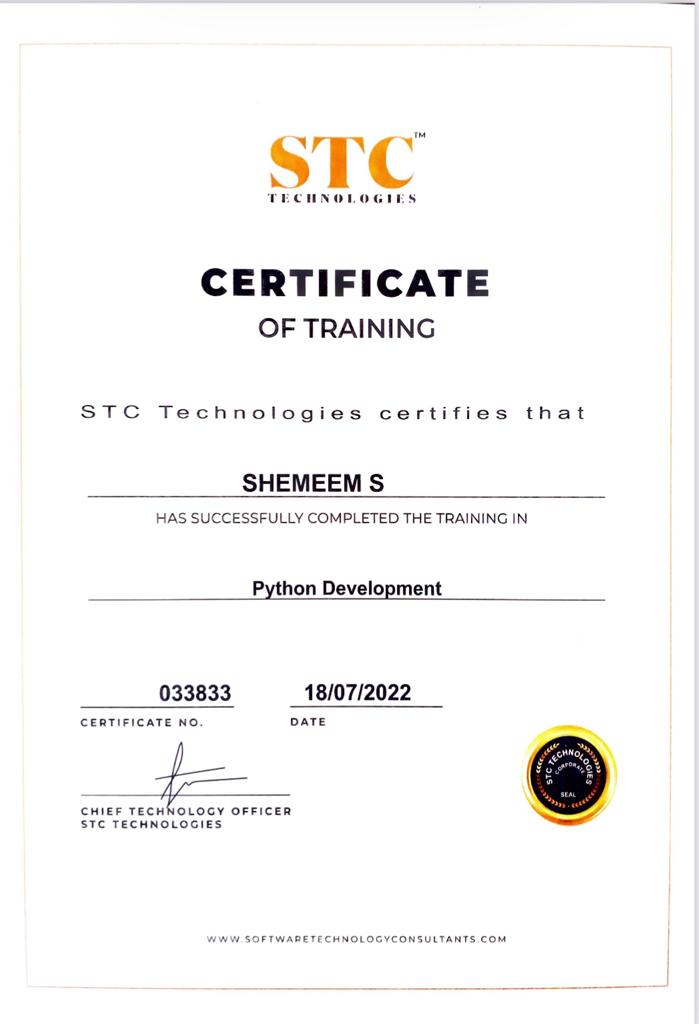 STC™
TECHNOLOGIES
CERTIFICATE
OF TRAINING
STC Technologies certifies that
SHEMEEM S
HAS SUCCESSFULLY COMPLETED THE TRAINING IN
Python Development
033833 18/07/2022
CERTIFICATE NO. DATE
CHIEF TECHNOLOGY OFFICER
STC TECHNOLOGIES
STC TECHNOLOGIES
CORPORATE
SEAL
WWW.SOFTWARETECHNOLOGYCONSULTANTS.COM